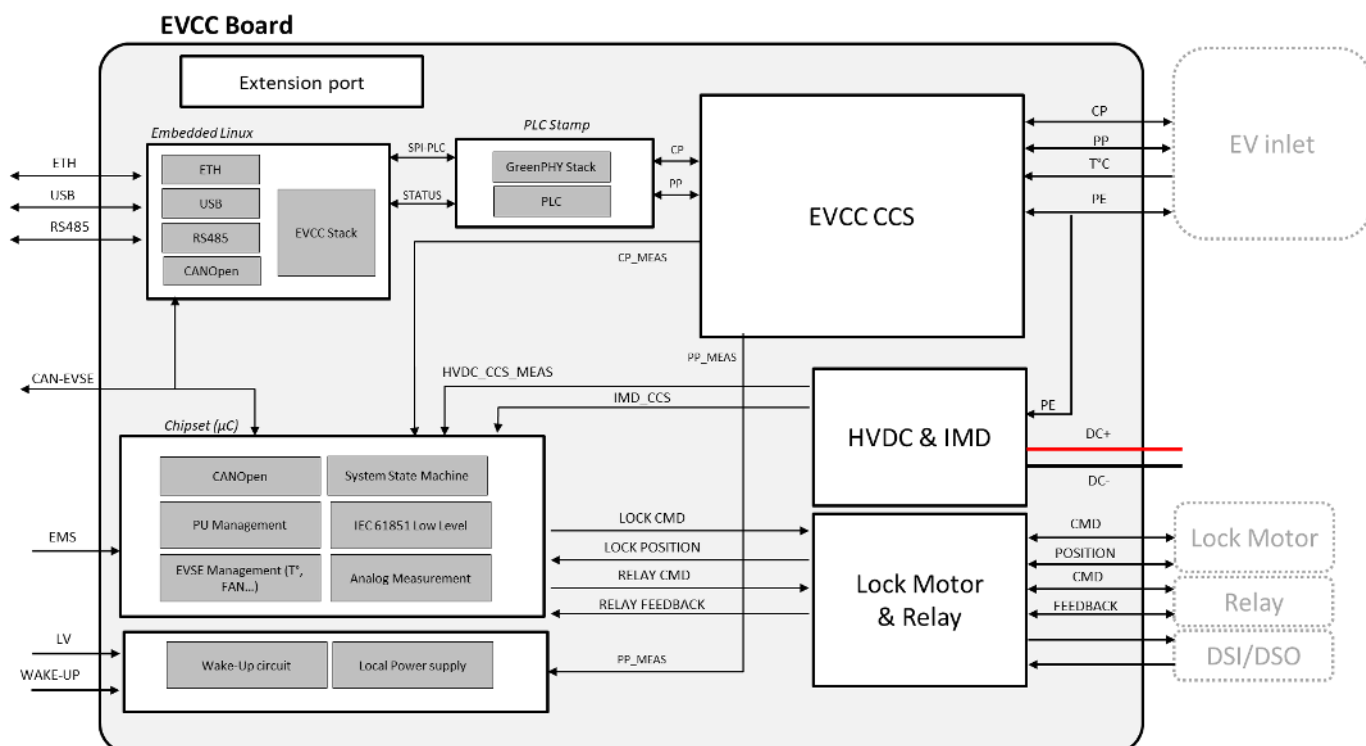 EVCC Board
Extension port
Embedded Linux
PLC Stamp
ETH
USB
RS485
ETH
USB
RS485
CANOpen
EVCC Stack
SPI-PLC
STATUS
GreenPHY Stack
PLC
CP
PP
EVCC CCS
CP
PP
T°C
PE
EV inlet
CP_MEAS
PP_MEAS
CAN-EVSE
HVDC_CCS_MEAS
IMD_CCS
HVDC & IMD
PE
DC+
DC-
Chipset (μC)
CANOpen
System State Machine
PU Management
IEC 61851 Low Level
EVSE Management (T°,
FAN...)
Analog Measurement
EMS
LOCK CMD
LOCK POSITION
RELAY CMD
RELAY FEEDBACK
Lock Motor
& Relay
CMD
POSITION
CMD
FEEDBACK
Lock Motor
Relay
DSI/DSO
LV
WAKE-UP
Wake-Up circuit
Local Power supply
PP_MEAS